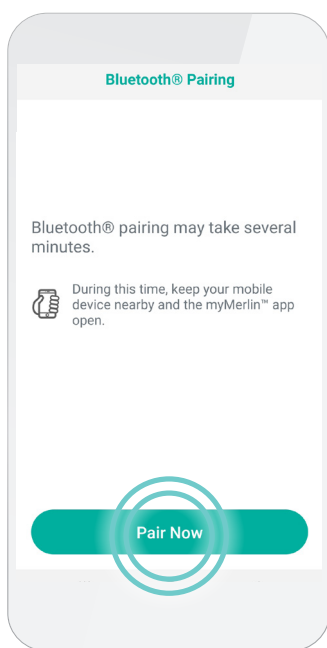 Bluetooth® Pairing
Bluetooth® pairing may take several
minutes.
During this time, keep your mobile
device nearby and the myMerlin™ app
open.
Pair Now